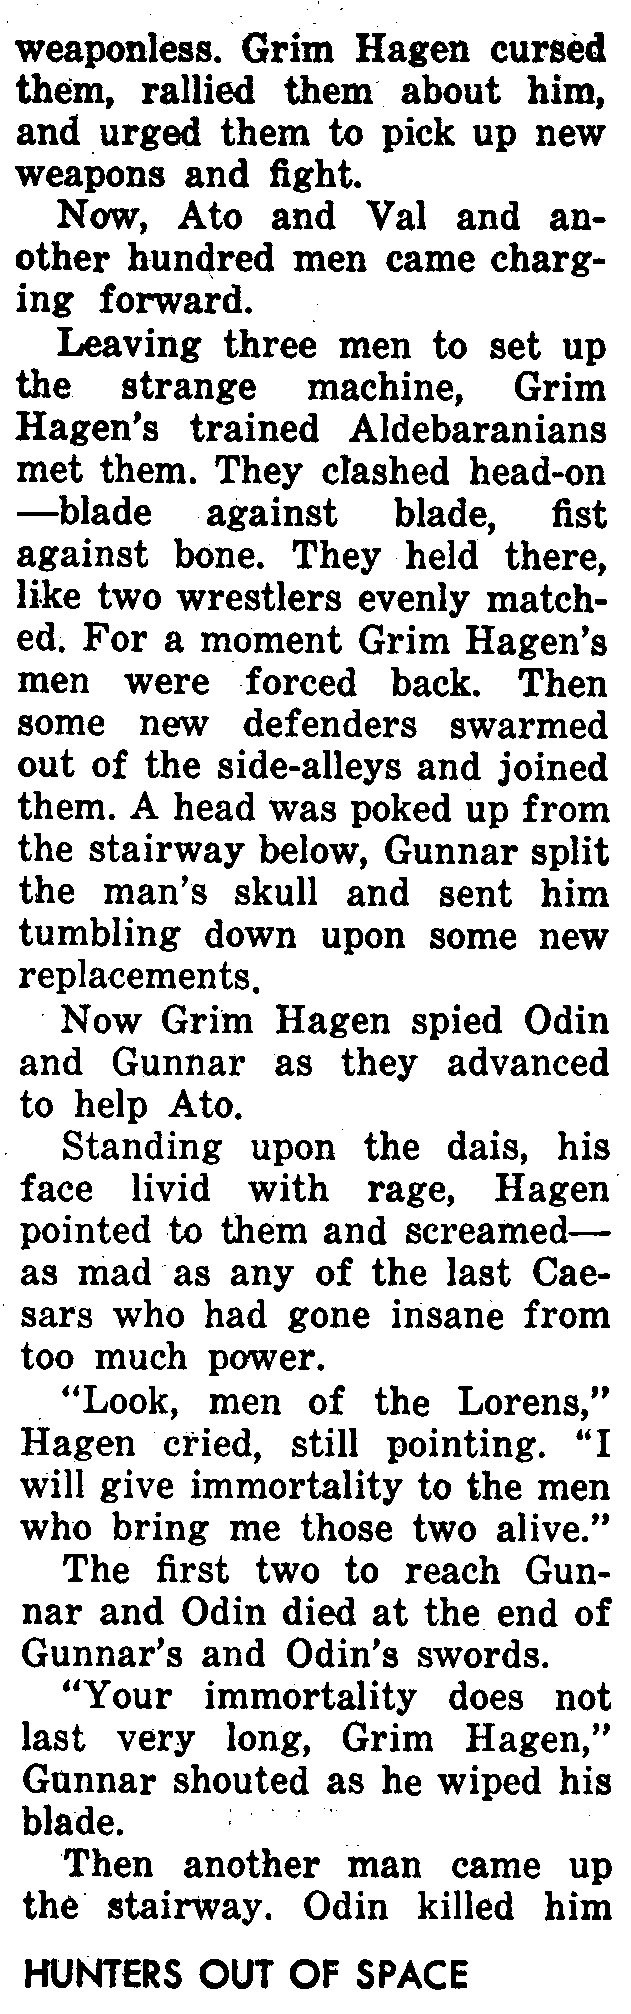 weaponless. Grim Hagen cursed
them, rallied them about him,
and urged them to pick up new
weapons and fight.
Now, Ato and Val and an-
other hundred men came charg-
ing forward.
Leaving three men to set up
the strange machine, Grim
Hagen's trained Aldebaranians
met them. They clashed head-on
—blade against blade, fist
against bone. They held there,
like two wrestlers evenly match-
ed. For a moment Grim Hagen's
men were forced back. Then
some new defenders swarmed
out of the side-alleys and joined
them. A head was poked up from
the stairway below, Gunnar split
the man's skull and sent him
tumbling down upon some new
replacements.
Now Grim Hagen spied Odin
and Gunnar as they advanced
to help Ato.
Standing upon the dais, his
face livid with rage, Hagen
pointed to them and screamed—
as mad as any of the last Cae-
sars who had gone insane from
too much power.
“Look, men of the Lorens,”
Hagen cried, still pointing. “I
will give immortality to the men
who bring me those two alive.”
The first two to reach Gun-
nar and Odin died at the end of
Gunnar's and Odin's swords.
“Your immortality does not
last very long, Grim Hagen,”
Gunnar shouted as he wiped his
blade.
Then another man came up
the stairway. Odin killed him
HUNTERS OUT OF SPACE